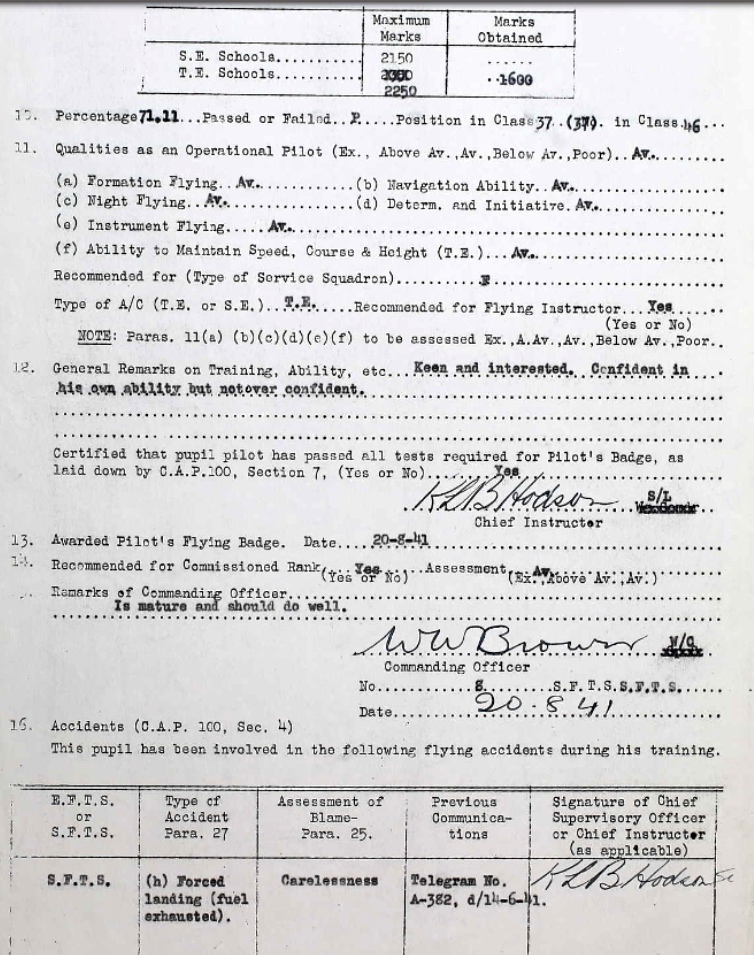 Maximum Marks
Marks Obtained
S.E. Schools........... 2150 ......
T.E. Schools........... 2250 ..1600
10. Percentage 71.11...Passed or Failed..P.....Position in Class 37 ..(37). in Class.46...
11. Qualities as an Operational Pilot (Ex., Above Av.,Av.,Below Av.,Poor)..Av..........
(a) Formation Flying..Av..............(b) Navigation Ability..Av...............
(c) Night Flying..Av..................(d) Determ. and Initiative.Av..............
(e) Instrument Flying.....Av...................................................
(f) Ability to Maintain Speed, Course & Height (T.E.)...Av.......................
Recommended for (Type of Service Squadron)..........F..........................
Type of A/C (T.E. or S.E.)..T.E.....Recommended for Flying Instructor...Yes......
(Yes or No)
NOTE: Paras. 11(a) (b)(c)(d)(e)(f) to be assessed Ex.,A.Av.,Av.,Below Av.,Poor..
12. General Remarks on Training, Ability, etc...Keen and interested. Confident in
his own ability but notover confident.
Certified that pupil pilot has passed all tests required for Pilot's Badge, as
laid down by C.A.P.100, Section 7, (Yes or No).......Yes
K L B Hodson S/L
Chief Instructor
13. Awarded Pilot's Flying Badge. Date....20-8-41
14. Recommended for Commissioned Rank(...Yes...Assessment...Av...
(Yes or No) (Ex.,Above Av.,Av.)
Remarks of Commanding Officer
Is mature and should do well.
W W Brown W/C
Commanding Officer
No...........8........S.F.T.S.S.F.T.S.
Date.........20.8.41
16. Accidents (C.A.P. 100, Sec. 4)
This pupil has been involved in the following flying accidents during his training.
E.F.T.S. or S.F.T.S.
Type of Accident Para. 27
Assessment of Blame- Para. 25.
Previous Communica- tions
Signature of Chief Supervisory Officer or Chief Instructor (as applicable)
S.F.T.S.
(h) Forced landing (fuel exhausted).
Carelessness
Telegram No. A-382, d/14-6-41.
K L B Hodson